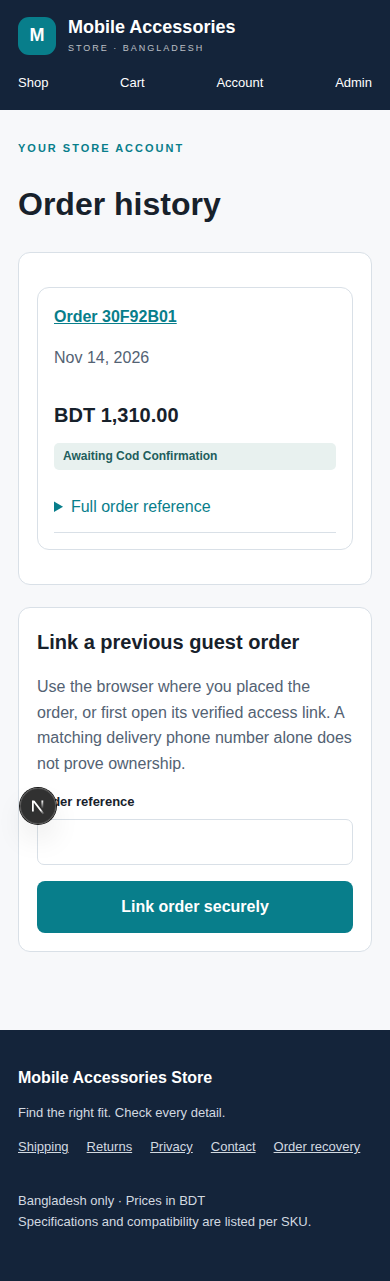 M
Mobile Accessories
STORE · BANGLADESH
Shop Cart Account Admin
YOUR STORE ACCOUNT
Order history
Order 30F92B01
Nov 14, 2026
BDT 1,310.00
Awaiting Cod Confirmation
Full order reference
Link a previous guest order
Use the browser where you placed the
order, or first open its verified access link. A
matching delivery phone number alone does
not prove ownership.
der reference
N
Link order securely
Mobile Accessories Store
Find the right fit. Check every detail.
Shipping Returns Privacy Contact Order recovery
Bangladesh only · Prices in BDT
Specifications and compatibility are listed per SKU.